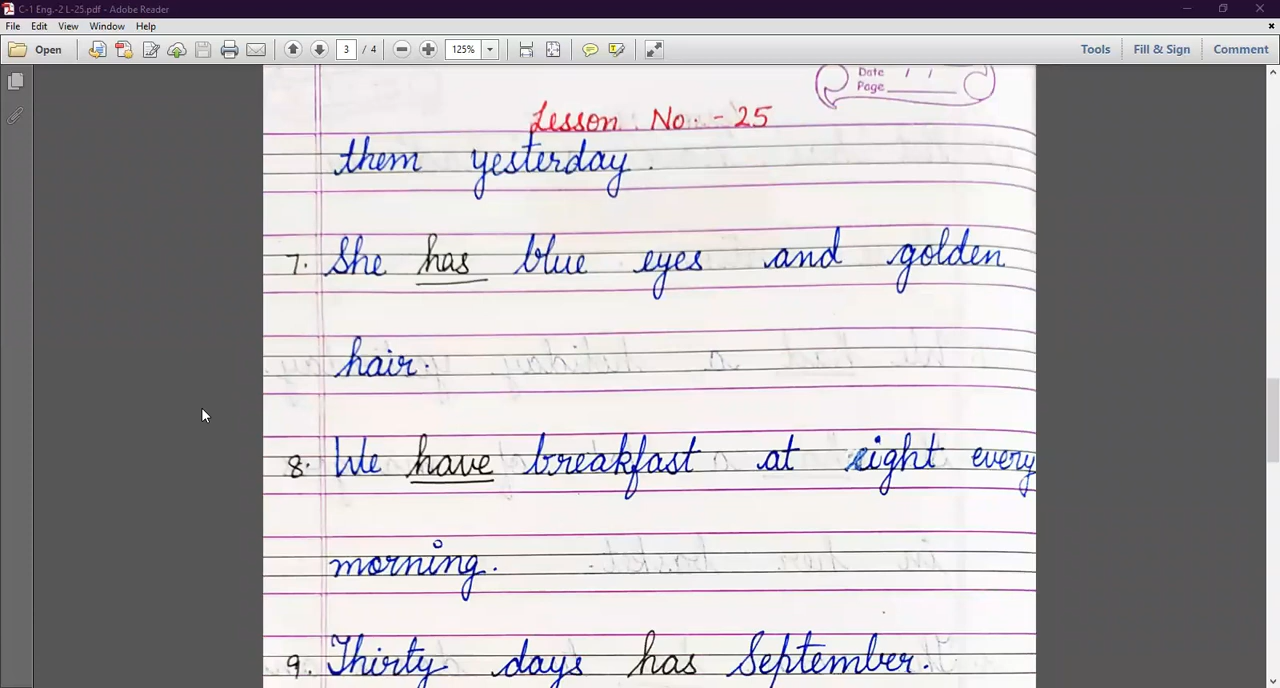 C-1 Eng.-2 L-25.pdf - Adobe Reader
File Edit View Window Help
Open 3 / 4 125% Tools Fill & Sign Comment
Date / /
Page
Lesson No. - 25
them yesterday.
7. She has blue eyes and golden
hair.
8. We have breakfast at eight every
morning.
9. Thirty days has September.